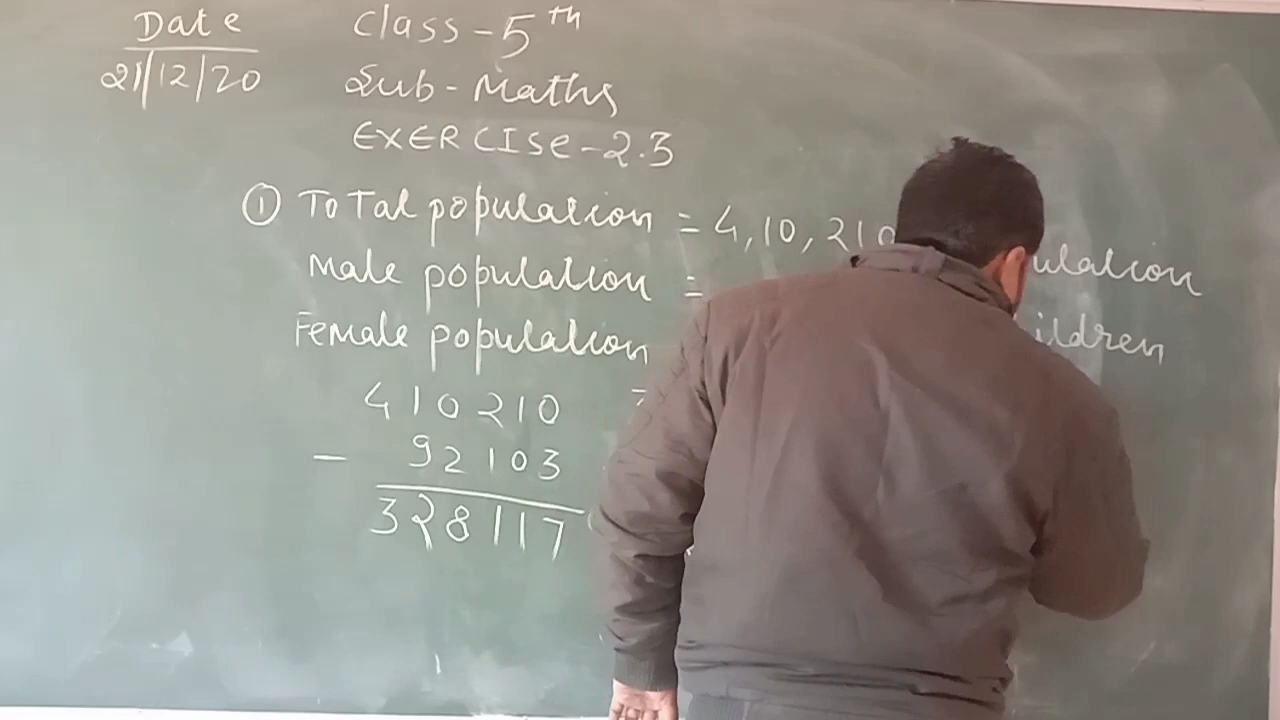 Date
21/12/20
Class-5th
Sub-Maths
EXERCISE-2.3
① Total population = 4,10,210
Male population =
Female population
ulation
ildren
410210
- 92103
328117